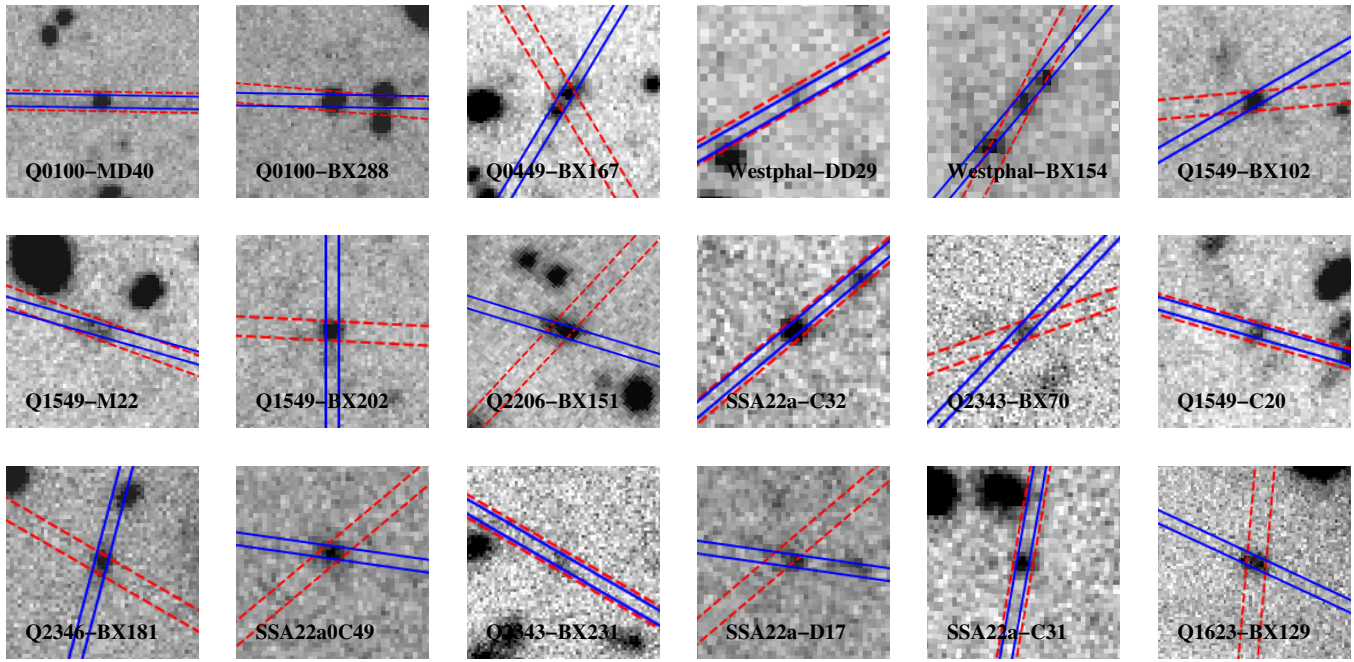 Q0100−MD40
Q0100−BX288
Q0449−BX167
Westphal−DD29
Westphal−BX154
Q1549−BX102
Q1549−M22
Q1549−BX202
Q2206−BX151
SSA22a−C32
Q2343−BX70
Q1549−C20
Q2346−BX181
SSA22a0C49
Q2343−BX231
SSA22a−D17
SSA22a−C31
Q1623−BX129